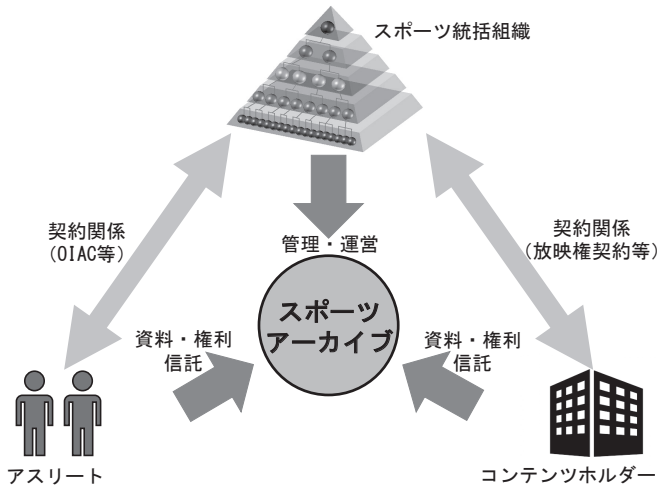 スポーツ統括組織
契約関係
（OIAC等）
管理・運営
契約関係
（放映権契約等）
スポーツ
アーカイブ
資料・権利
信託
資料・権利
信託
アスリート
コンテンツホルダー